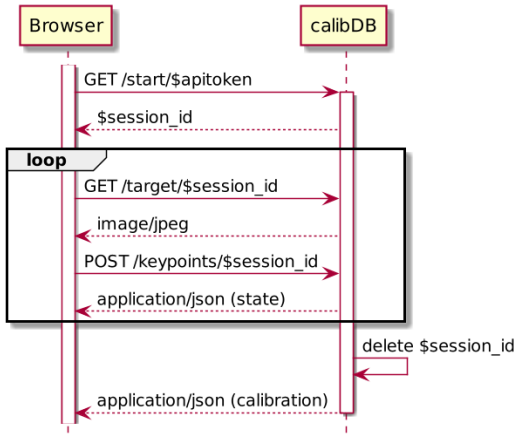 Browser
calibDB
GET /start/$apitoken
$session_id
loop
GET /target/$session_id
image/jpeg
POST /keypoints/$session_id
application/json (state)
delete $session_id
application/json (calibration)